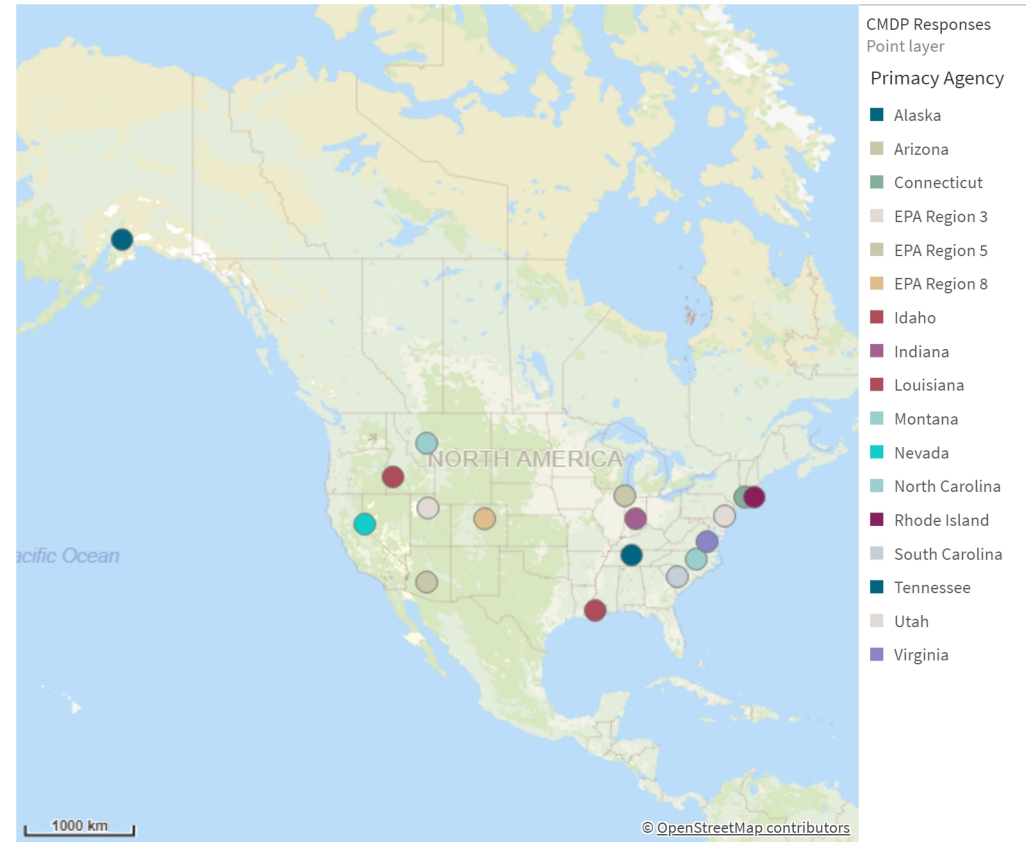 CMDP Responses
Point layer
Primacy Agency
Alaska
Arizona
Connecticut
EPA Region 3
EPA Region 5
EPA Region 8
Idaho
Indiana
Louisiana
Montana
Nevada
North Carolina
Rhode Island
South Carolina
Tennessee
Utah
Virginia
NORTH AMERICA
acific Ocean
1000 km
© OpenStreetMap contributors